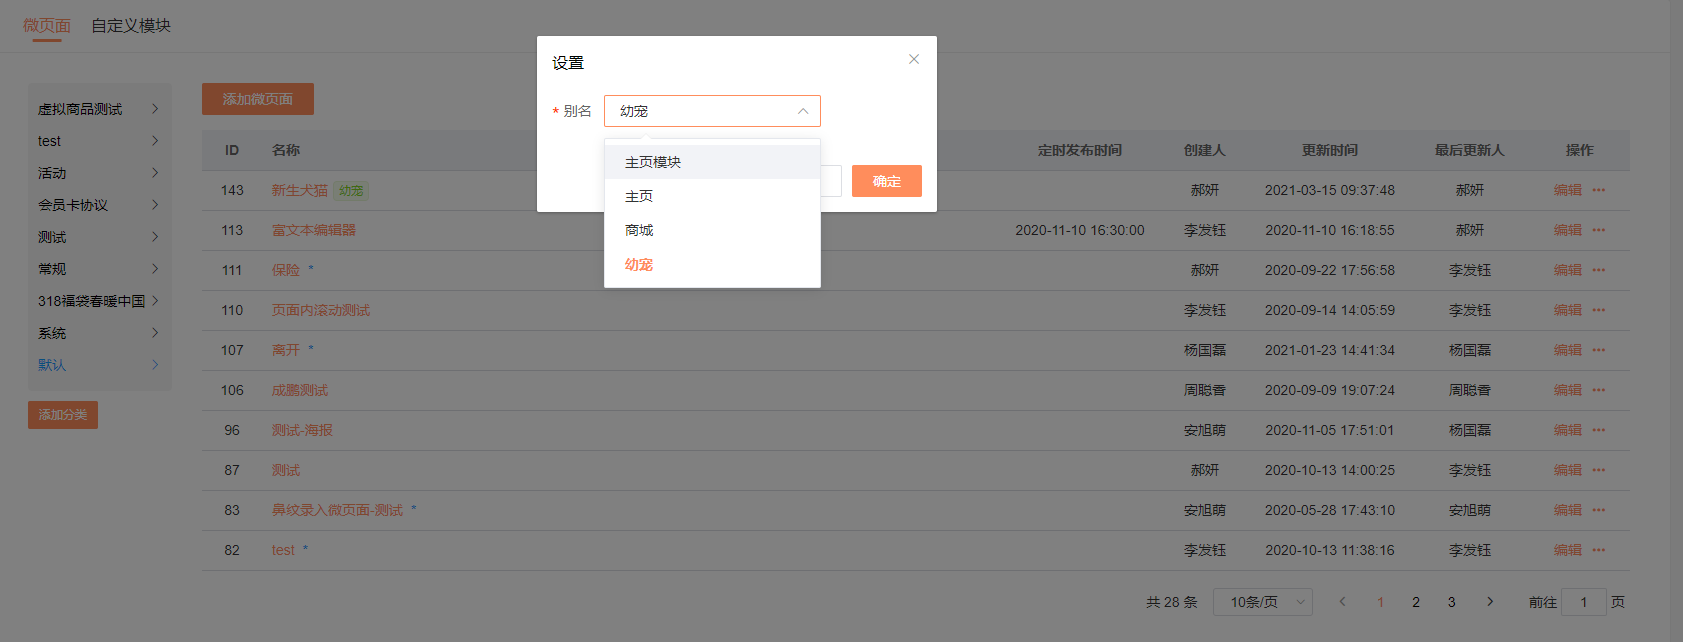 微页面 自定义模块
设置
* 别名 幼宠
主页模块
主页
商城
幼宠
确定
虚拟商品测试
test
活动
会员卡协议
测试
常规
318福袋春暖中国
系统
默认
添加分类
添加微页面
ID 名称 定时发布时间 创建人 更新时间 最后更新人 操作
143 新生犬猫 幼宠 郝妍 2021-03-15 09:37:48 郝妍 编辑 •••
113 富文本编辑器 2020-11-10 16:30:00 李发钰 2020-11-10 16:18:55 郝妍 编辑 •••
111 保险 * 郝妍 2020-09-22 17:56:58 李发钰 编辑 •••
110 页面内滚动测试 李发钰 2020-09-14 14:05:59 李发钰 编辑 •••
107 离开 * 杨国磊 2021-01-23 14:41:34 杨国磊 编辑 •••
106 成鹏测试 周聪香 2020-09-09 19:07:24 周聪香 编辑 •••
96 测试-海报 安旭萌 2020-11-05 17:51:01 杨国磊 编辑 •••
87 测试 郝妍 2020-10-13 14:00:25 李发钰 编辑 •••
83 鼻纹录入微页面-测试 * 安旭萌 2020-05-28 17:43:10 安旭萌 编辑 •••
82 test * 李发钰 2020-10-13 11:38:16 李发钰 编辑 •••
共 28 条 10条/页 1 2 3 前往 1 页